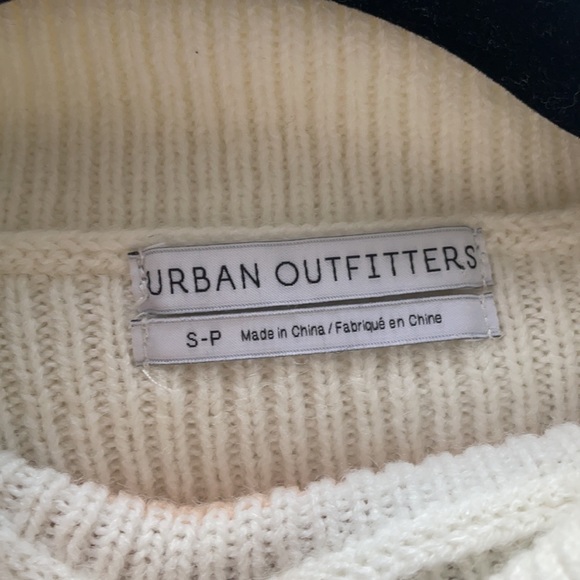 URBAN OUTFITTERS
S-P Made in China / Fabriqué en Chine